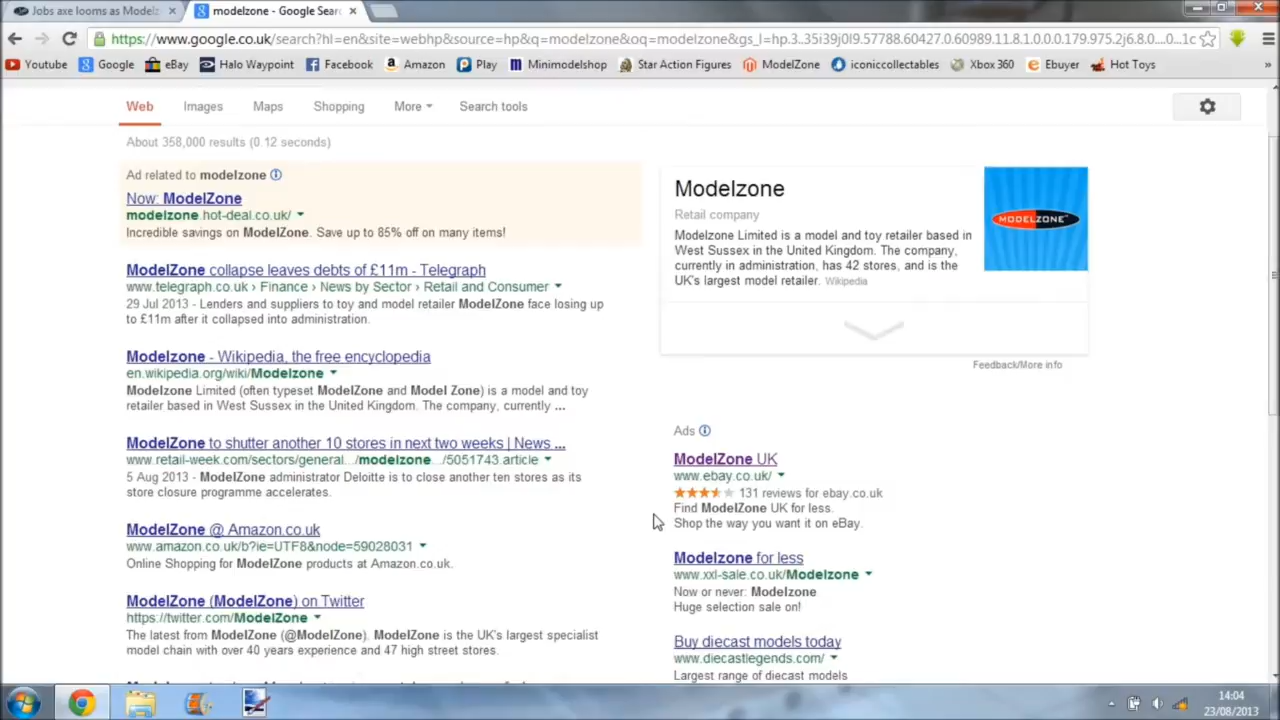 Jobs axe looms as Model
modelzone - Google Sear
https://www.google.co.uk/search?hl=en&site=webhp&source=hp&q=modelzone&oq=modelzone&gs_l=hp.3..35i39j0l9.57788.60427.0.60989.11.8.1.0.0.0.179.975.2j6.8.0....0...1c
Youtube Google eBay Halo Waypoint Facebook Amazon Play Minimodelshop Star Action Figures ModelZone iconiccollectables Xbox 360 Ebuyer Hot Toys »
Web Images Maps Shopping More Search tools
About 358,000 results (0.12 seconds)
Ad related to modelzone
Now: ModelZone
modelzone.hot-deal.co.uk/
Incredible savings on ModelZone. Save up to 85% off on many items!
ModelZone collapse leaves debts of £11m - Telegraph
www.telegraph.co.uk › Finance › News by Sector › Retail and Consumer
29 Jul 2013 - Lenders and suppliers to toy and model retailer ModelZone face losing up
to £11m after it collapsed into administration.
Modelzone - Wikipedia, the free encyclopedia
en.wikipedia.org/wiki/Modelzone
Modelzone Limited (often typeset ModelZone and Model Zone) is a model and toy
retailer based in West Sussex in the United Kingdom. The company, currently ...
ModelZone to shutter another 10 stores in next two weeks | News ...
www.retail-week.com/sectors/general.../modelzone.../5051743.article
5 Aug 2013 - ModelZone administrator Deloitte is to close another ten stores as its
store closure programme accelerates.
ModelZone @ Amazon.co.uk
www.amazon.co.uk/b?ie=UTF8&node=59028031
Online Shopping for ModelZone products at Amazon.co.uk.
ModelZone (ModelZone) on Twitter
https://twitter.com/ModelZone
The latest from ModelZone (@ModelZone). ModelZone is the UK's largest specialist
model chain with over 40 years experience and 47 high street stores.
Modelzone
Retail company
Modelzone Limited is a model and toy retailer based in
West Sussex in the United Kingdom. The company,
currently in administration, has 42 stores, and is the
UK's largest model retailer. Wikipedia
MODELZONE™
Feedback/More info
Ads
ModelZone UK
www.ebay.co.uk/
131 reviews for ebay.co.uk
Find ModelZone UK for less.
Shop the way you want it on eBay.
Modelzone for less
www.xxl-sale.co.uk/Modelzone
Now or never: Modelzone
Huge selection sale on!
Buy diecast models today
www.diecastlegends.com/
Largest range of diecast models
14:04
23/08/2013